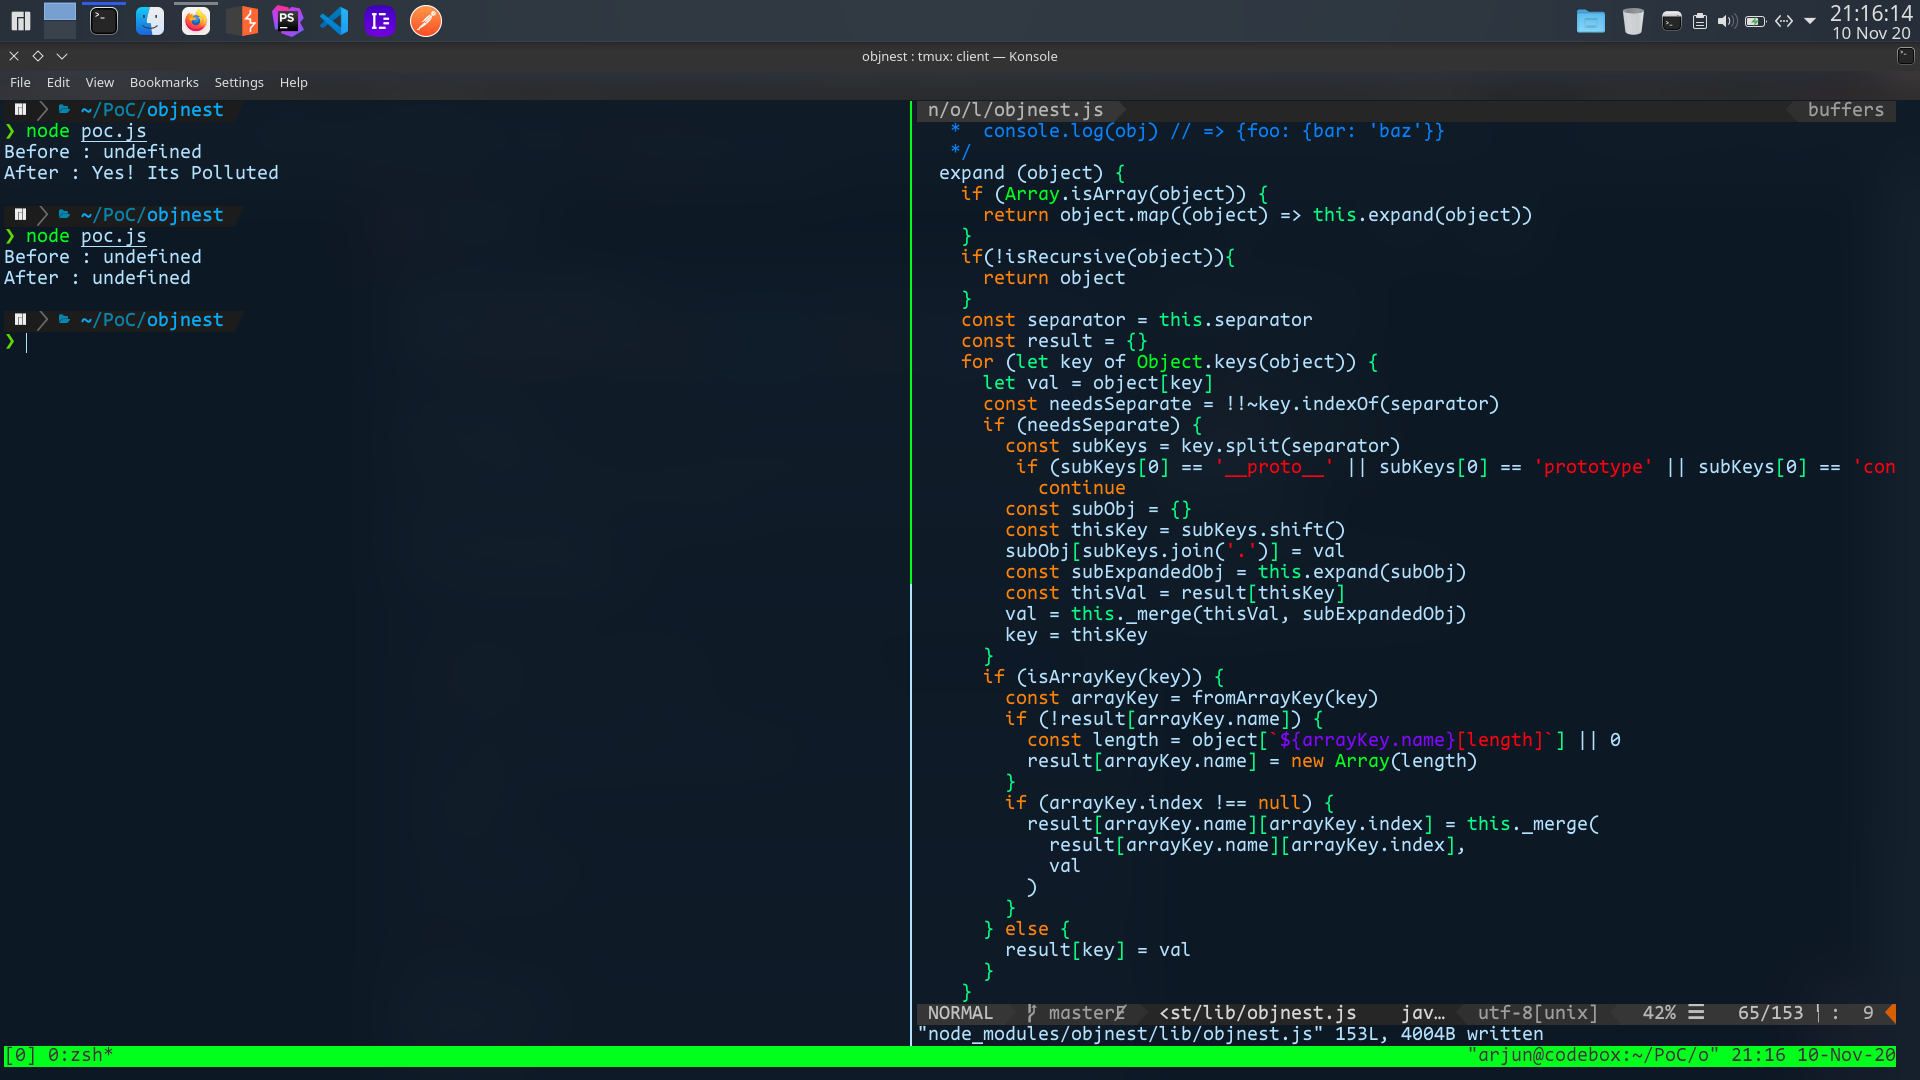 21:16:14
10 Nov 20
PS
objnest : tmux: client — Konsole
File Edit View Bookmarks Settings Help
~/PoC/objnest
❯ node poc.js
Before : undefined
After : Yes! Its Polluted
~/PoC/objnest
❯ node poc.js
Before : undefined
After : undefined
~/PoC/objnest
❯
n/o/l/objnest.js buffers
*  console.log(obj) // => {foo: {bar: 'baz'}}
*/
expand (object) {
if (Array.isArray(object)) {
return object.map((object) => this.expand(object))
}
if(!isRecursive(object)){
return object
}
const separator = this.separator
const result = {}
for (let key of Object.keys(object)) {
let val = object[key]
const needsSeparate = !!~key.indexOf(separator)
if (needsSeparate) {
const subKeys = key.split(separator)
if (subKeys[0] == '__proto__' || subKeys[0] == 'prototype' || subKeys[0] == 'con
continue
const subObj = {}
const thisKey = subKeys.shift()
subObj[subKeys.join('.')] = val
const subExpandedObj = this.expand(subObj)
const thisVal = result[thisKey]
val = this._merge(thisVal, subExpandedObj)
key = thisKey
}
if (isArrayKey(key)) {
const arrayKey = fromArrayKey(key)
if (!result[arrayKey.name]) {
const length = object[`${arrayKey.name}[length]`] || 0
result[arrayKey.name] = new Array(length)
}
if (arrayKey.index !== null) {
result[arrayKey.name][arrayKey.index] = this._merge(
result[arrayKey.name][arrayKey.index],
val
)
}
} else {
result[key] = val
}
}
NORMAL master <st/lib/objnest.js jav… utf-8[unix] 42% ☰ 65/153 : 9
"node_modules/objnest/lib/objnest.js" 153L, 4004B written
[0] 0:zsh* "arjun@codebox:~/PoC/o" 21:16 10-Nov-20